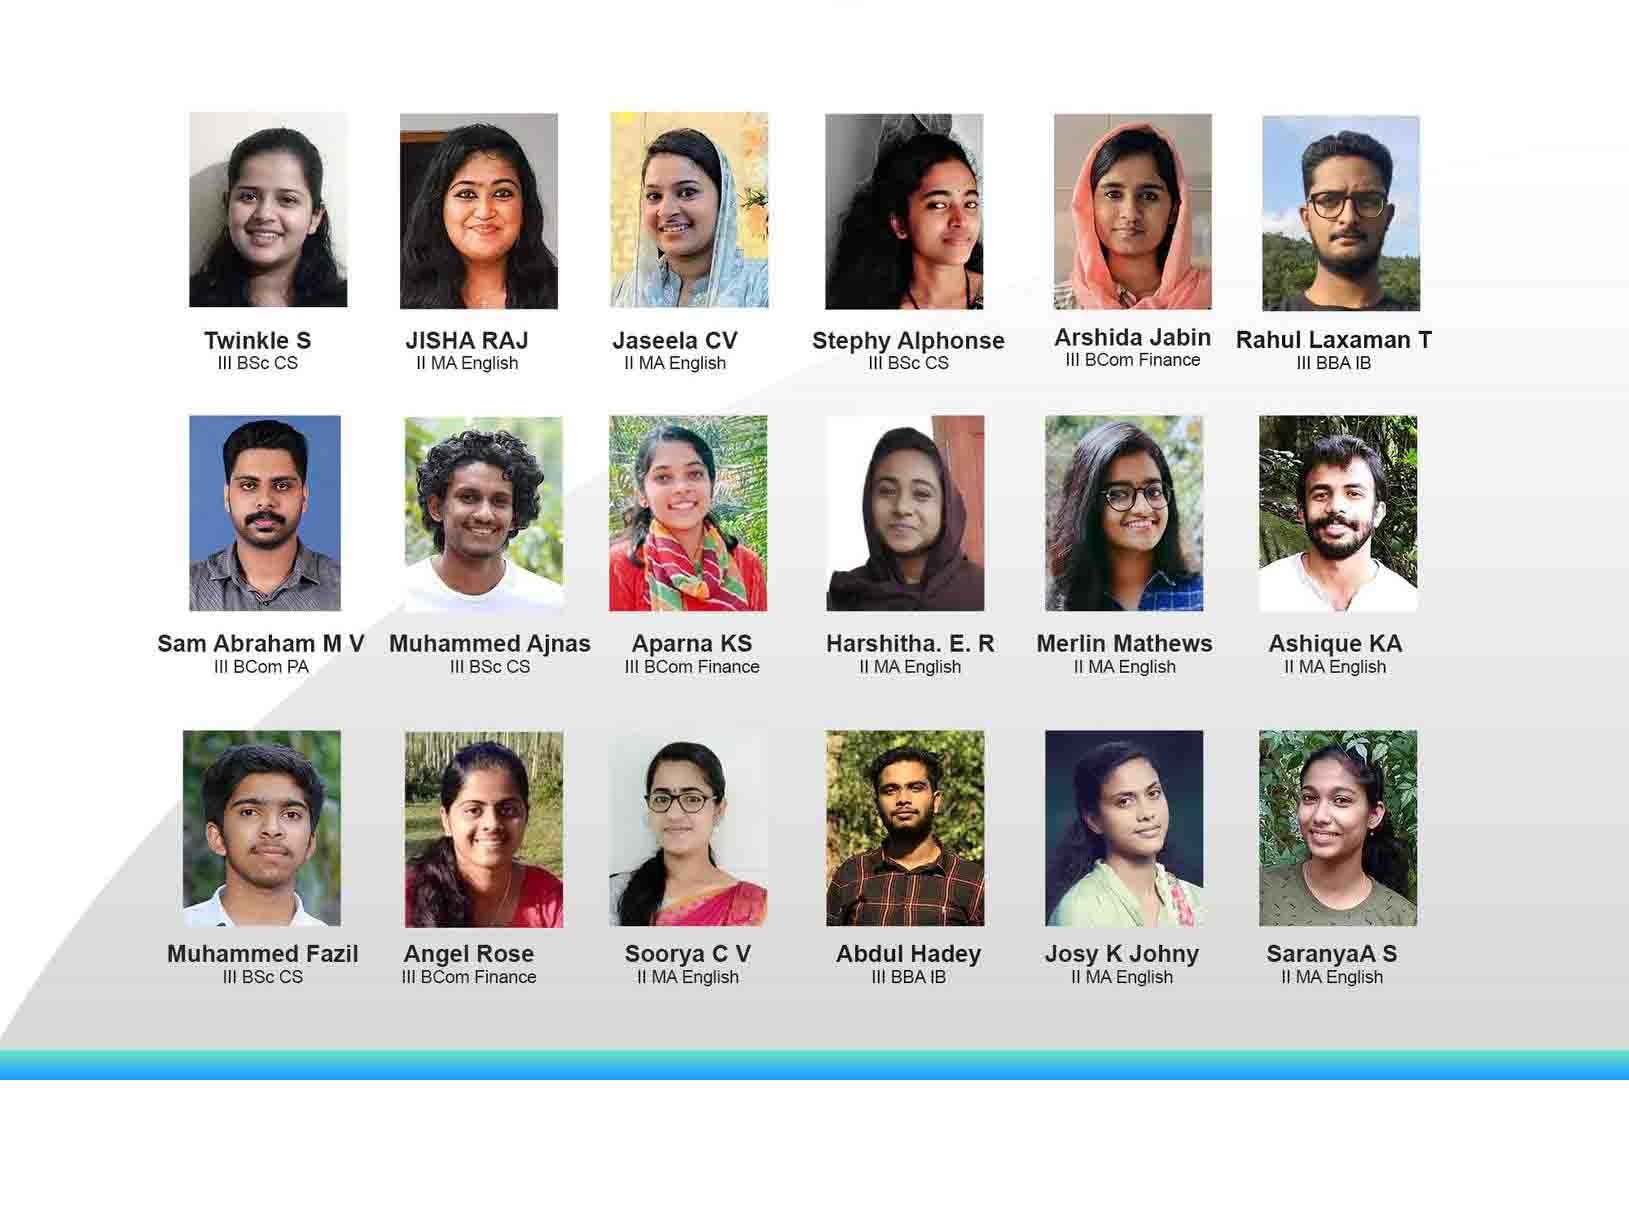 Twinkle S
III BSc CS
JISHA RAJ
II MA English
Jaseela CV
II MA English
Stephy Alphonse
III BSc CS
Arshida Jabin
III BCom Finance
Rahul Laxaman T
III BBA IB
Sam Abraham M V
III BCom PA
Muhammed Ajnas
III BSc CS
Aparna KS
III BCom Finance
Harshitha. E. R
II MA English
Merlin Mathews
II MA English
Ashique KA
II MA English
Muhammed Fazil
III BSc CS
Angel Rose
III BCom Finance
Soorya C V
II MA English
Abdul Hadey
III BBA IB
Josy K Johny
II MA English
SaranyaA S
II MA English